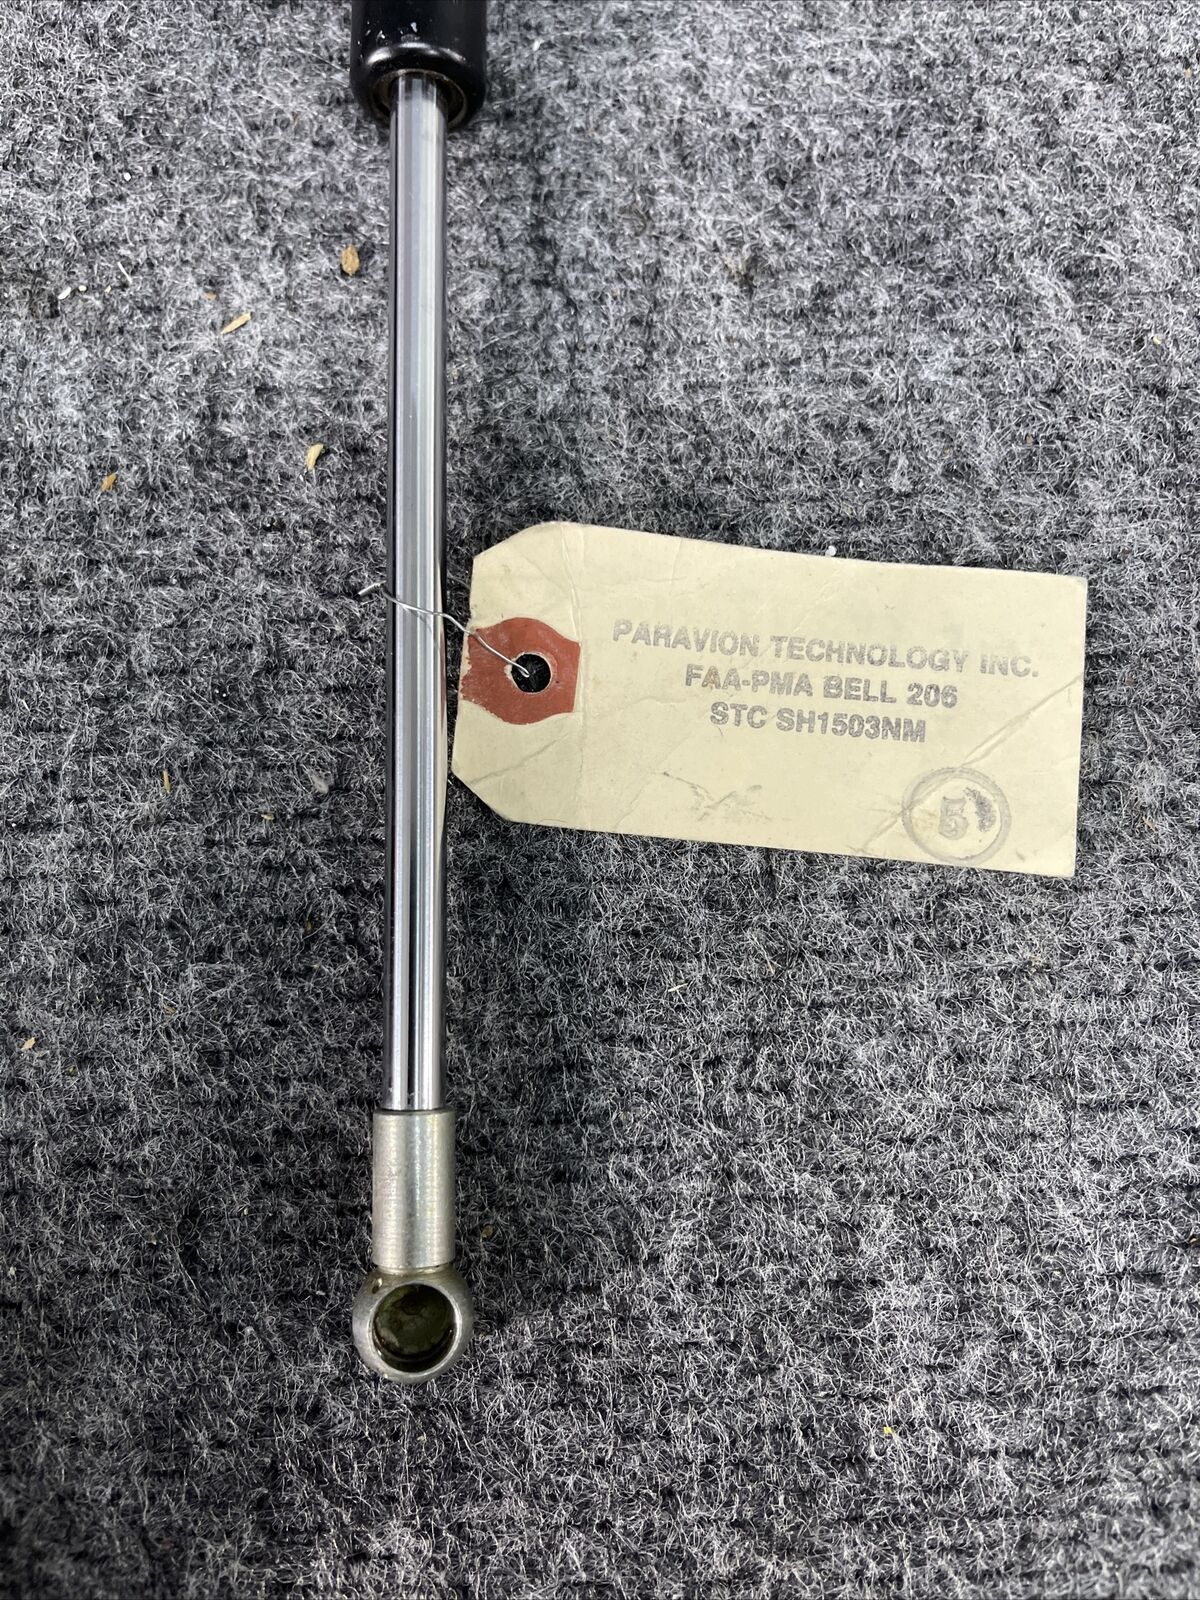 PARAVION TECHNOLOGY INC.
FAA-PMA BELL 206
STC SH1503NM
5